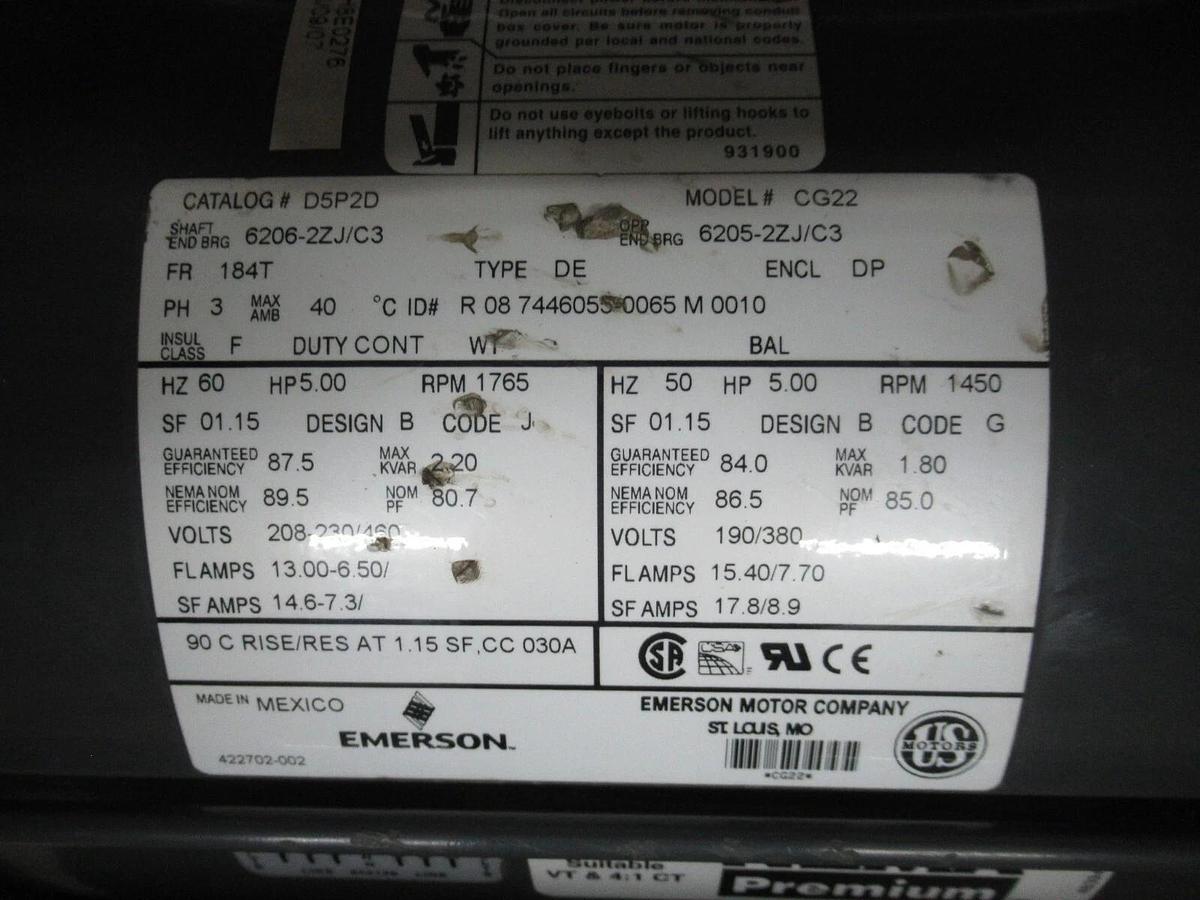 Open all circuits before removing conduit
box cover. Be sure motor is properly
grounded per local and national codes.
Do not place fingers or objects near
openings.
Do not use eyebolts or lifting hooks to
lift anything except the product.
931900
CATALOG # D5P2D MODEL # CG22
SHAFT END BRG 6206-2ZJ/C3 OPP END BRG 6205-2ZJ/C3
FR 184T TYPE DE ENCL DP
PH 3 MAX AMB 40 °C ID# R 08 7446055-0065 M 0010
INSUL CLASS F DUTY CONT WT BAL
HZ 60 HP 5.00 RPM 1765
SF 01.15 DESIGN B CODE J
GUARANTEED EFFICIENCY 87.5 MAX KVAR 2.20
NEMA NOM EFFICIENCY 89.5 NOM PF 80.7
VOLTS 208-230/460
FL AMPS 13.00-6.50/
SF AMPS 14.6-7.3/
HZ 50 HP 5.00 RPM 1450
SF 01.15 DESIGN B CODE G
GUARANTEED EFFICIENCY 84.0 MAX KVAR 1.80
NEMA NOM EFFICIENCY 86.5 NOM PF 85.0
VOLTS 190/380
FL AMPS 15.40/7.70
SF AMPS 17.8/8.9
90 C RISE/RES AT 1.15 SF,CC 030A
MADE IN MEXICO
EMERSON
422702-002
EMERSON MOTOR COMPANY
ST. LOUIS, MO
*CG22*
US MOTORS
Suitable
VT & 4:1 CT
Premium